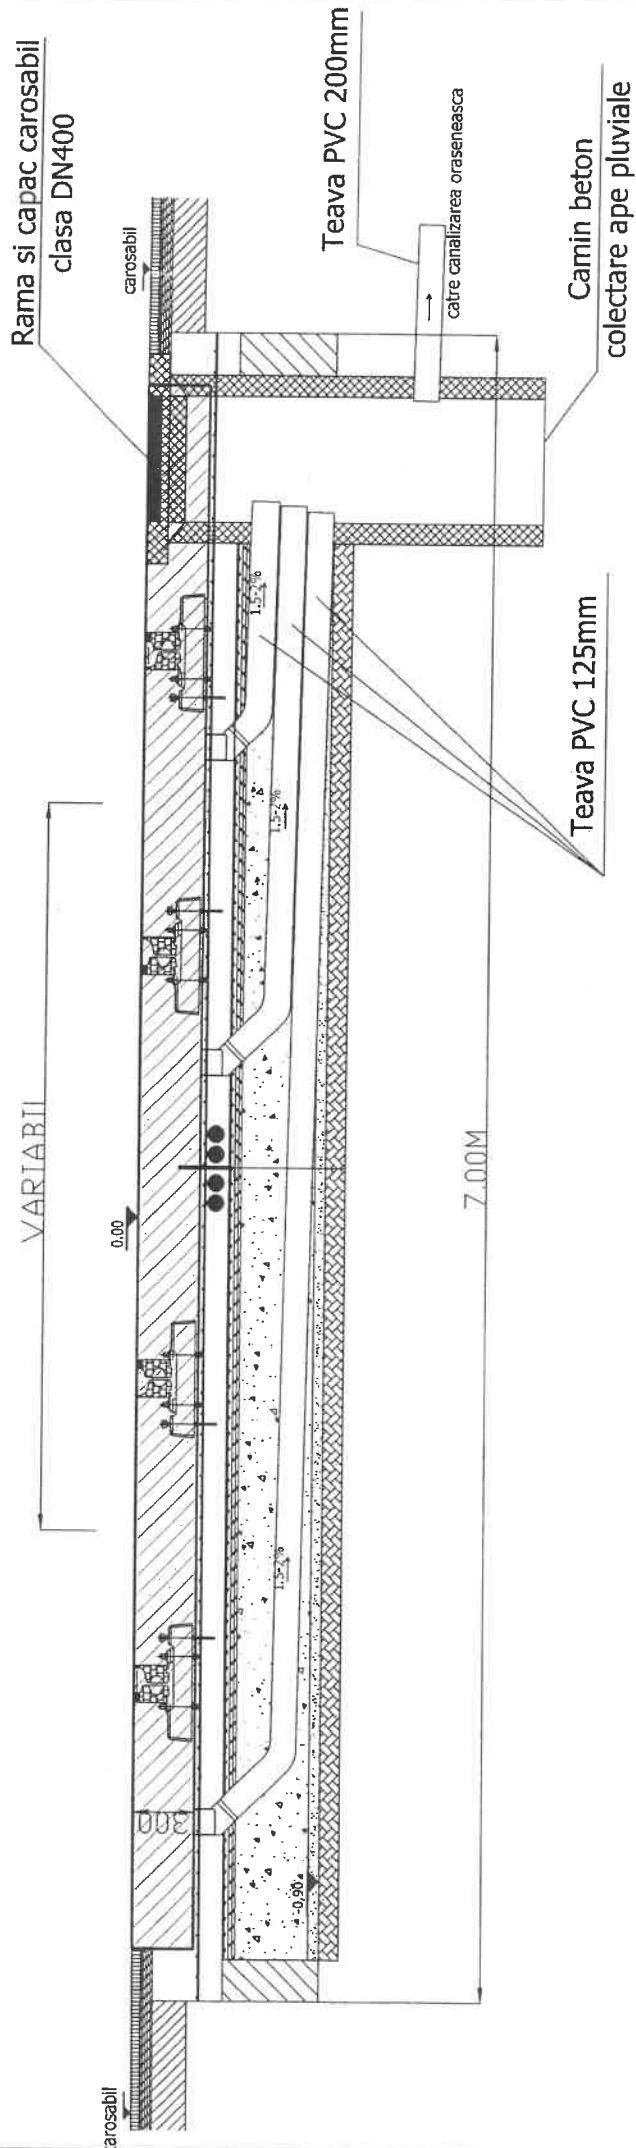 Rama si capac carosabil
clasa DN400
carosabil
Teava PVC 200mm
catre canalizarea oraseneasca
Camin beton
colectare ape pluviale
1.5-2%
1.5-2%
1.5-2%
Teava PVC 125mm
VARIABIL
0.00
7.00M
300
-0,90
carosabil